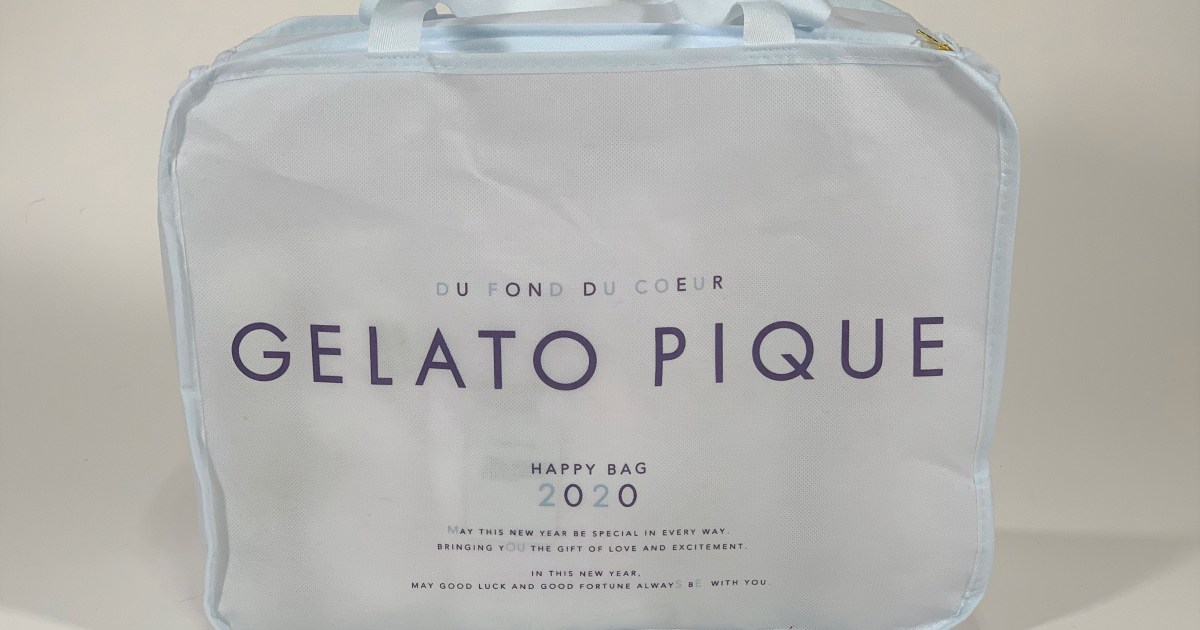 DU FOND DU COEUR
GELATO PIQUE
HAPPY BAG
2020
MAY THIS NEW YEAR BE SPECIAL IN EVERY WAY.
BRINGING YOU THE GIFT OF LOVE AND EXCITEMENT.
IN THIS NEW YEAR,
MAY GOOD LUCK AND GOOD FORTUNE ALWAYS BE WITH YOU.